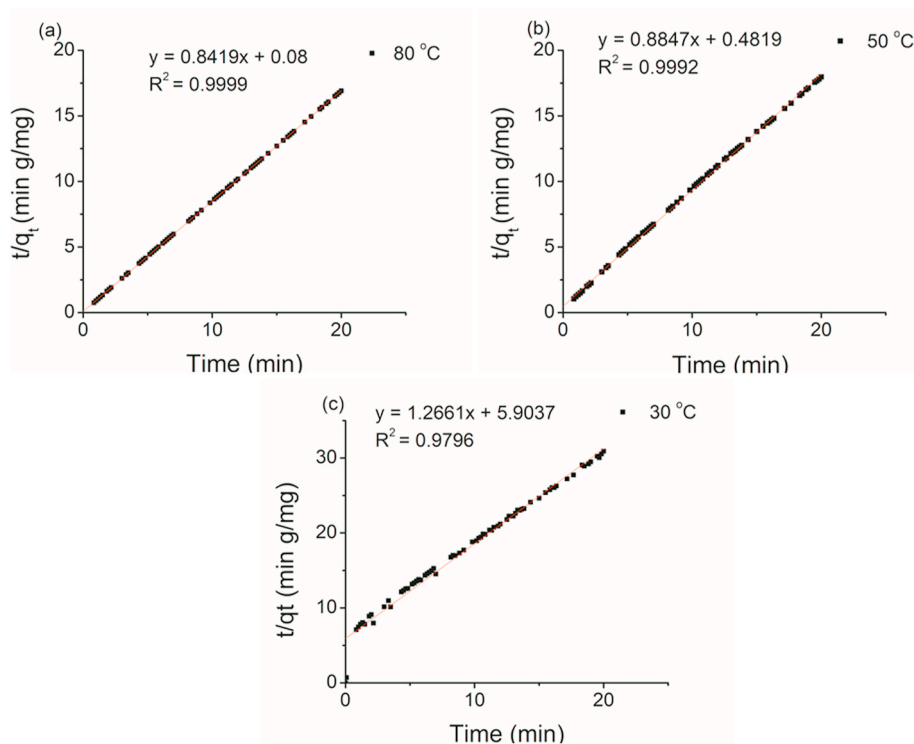 (a)
y = 0.8419x + 0.08
R² = 0.9999
80 °C
20
15
10
5
0
0 10 20
t/qₜ (min g/mg)
Time (min)
(b)
y = 0.8847x + 0.4819
R² = 0.9992
50 °C
20
15
10
5
0
0 10 20
t/qₜ (min g/mg)
Time (min)
(c)
y = 1.2661x + 5.9037
R² = 0.9796
30 °C
30
20
10
0
0 10 20
t/qt (min g/mg)
Time (min)